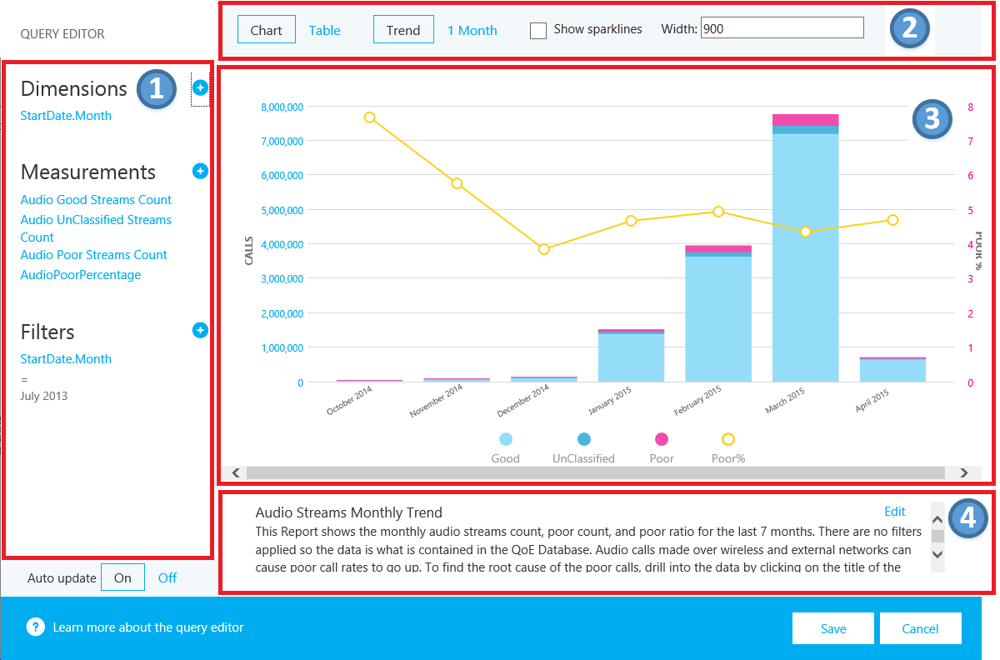 QUERY EDITOR
Chart Table Trend 1 Month Show sparklines Width: 900
2
Dimensions
1
StartDate.Month
Measurements
Audio Good Streams Count
Audio UnClassified Streams
Count
Audio Poor Streams Count
AudioPoorPercentage
Filters
StartDate.Month
=
July 2013
Auto update On Off
3
8,000,000
7,000,000
6,000,000
5,000,000
4,000,000
3,000,000
2,000,000
1,000,000
0
CALLS
8
7
6
5
4
3
2
1
0
POOR %
October 2014
November 2014
December 2014
January 2015
February 2015
March 2015
April 2015
Good UnClassified Poor Poor%
Audio Streams Monthly Trend
Edit
4
This Report shows the monthly audio streams count, poor count, and poor ratio for the last 7 months. There are no filters
applied so the data is what is contained in the QoE Database. Audio calls made over wireless and external networks can
cause poor call rates to go up. To find the root cause of the poor calls, drill into the data by clicking on the title of the
? Learn more about the query editor
Save Cancel